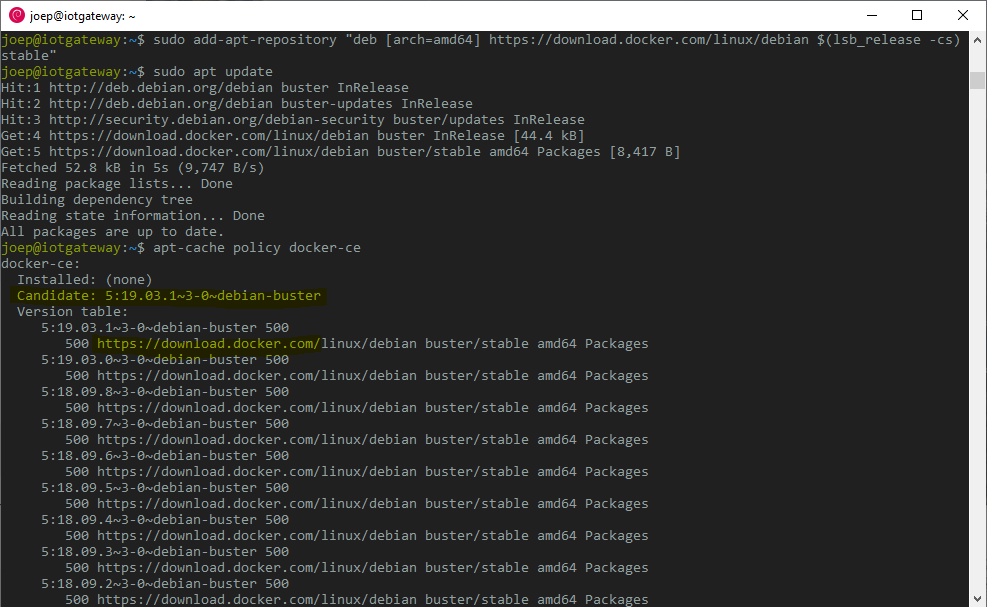 joep@iotgateway: ~
joep@iotgateway:~$ sudo add-apt-repository "deb [arch=amd64] https://download.docker.com/linux/debian $(lsb_release -cs)
stable"
joep@iotgateway:~$ sudo apt update
Hit:1 http://deb.debian.org/debian buster InRelease
Hit:2 http://deb.debian.org/debian buster-updates InRelease
Hit:3 http://security.debian.org/debian-security buster/updates InRelease
Get:4 https://download.docker.com/linux/debian buster InRelease [44.4 kB]
Get:5 https://download.docker.com/linux/debian buster/stable amd64 Packages [8,417 B]
Fetched 52.8 kB in 5s (9,747 B/s)
Reading package lists... Done
Building dependency tree
Reading state information... Done
All packages are up to date.
joep@iotgateway:~$ apt-cache policy docker-ce
docker-ce:
  Installed: (none)
  Candidate: 5:19.03.1~3-0~debian-buster
  Version table:
     5:19.03.1~3-0~debian-buster 500
        500 https://download.docker.com/linux/debian buster/stable amd64 Packages
     5:19.03.0~3-0~debian-buster 500
        500 https://download.docker.com/linux/debian buster/stable amd64 Packages
     5:18.09.8~3-0~debian-buster 500
        500 https://download.docker.com/linux/debian buster/stable amd64 Packages
     5:18.09.7~3-0~debian-buster 500
        500 https://download.docker.com/linux/debian buster/stable amd64 Packages
     5:18.09.6~3-0~debian-buster 500
        500 https://download.docker.com/linux/debian buster/stable amd64 Packages
     5:18.09.5~3-0~debian-buster 500
        500 https://download.docker.com/linux/debian buster/stable amd64 Packages
     5:18.09.4~3-0~debian-buster 500
        500 https://download.docker.com/linux/debian buster/stable amd64 Packages
     5:18.09.3~3-0~debian-buster 500
        500 https://download.docker.com/linux/debian buster/stable amd64 Packages
     5:18.09.2~3-0~debian-buster 500
        500 https://download.docker.com/linux/debian buster/stable amd64 Packages